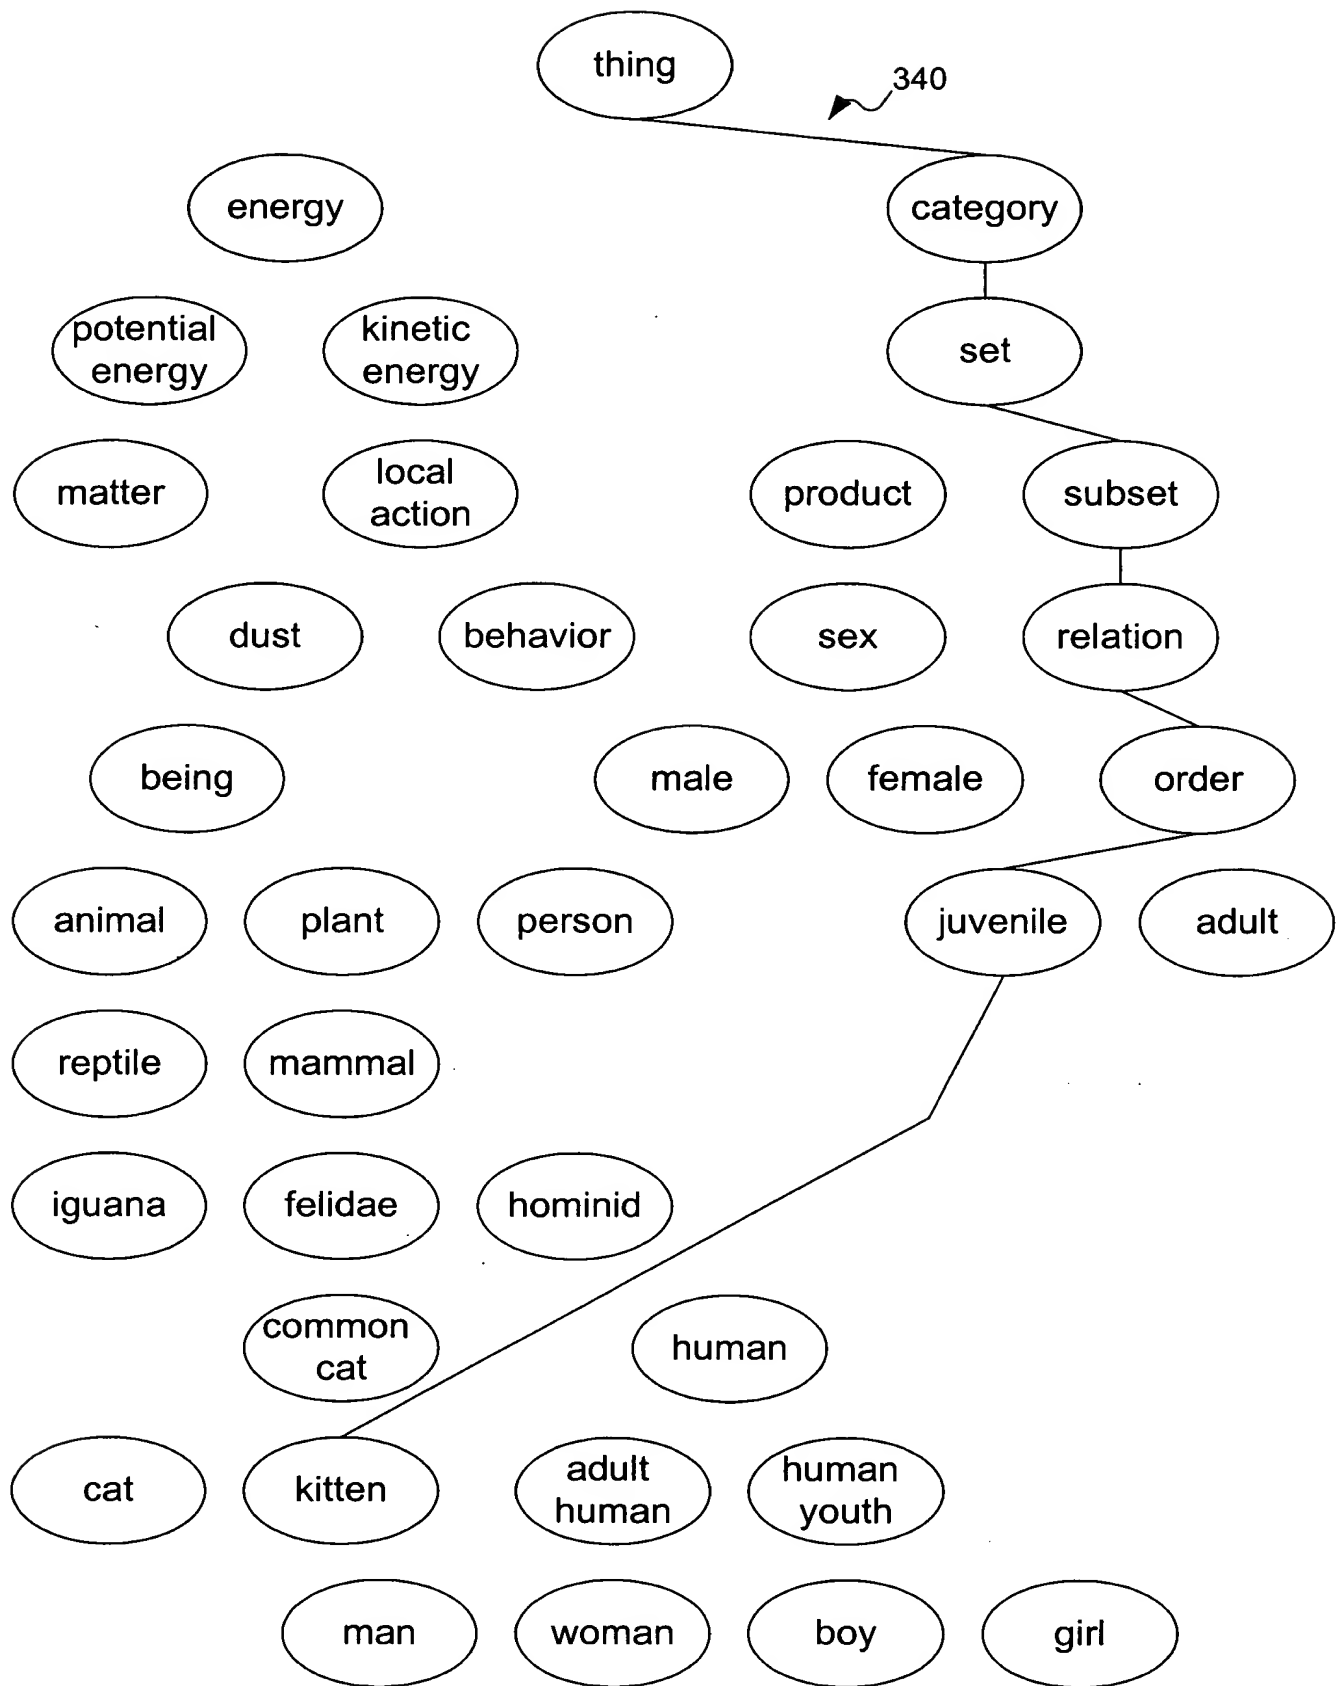 thing
340
energy
category
potential
energy
kinetic
energy
set
matter
local
action
product
subset
dust
behavior
sex
relation
being
male
female
order
animal
plant
person
juvenile
adult
reptile
mammal
iguana
felidae
hominid
common
cat
human
cat
kitten
adult
human
human
youth
man
woman
boy
girl